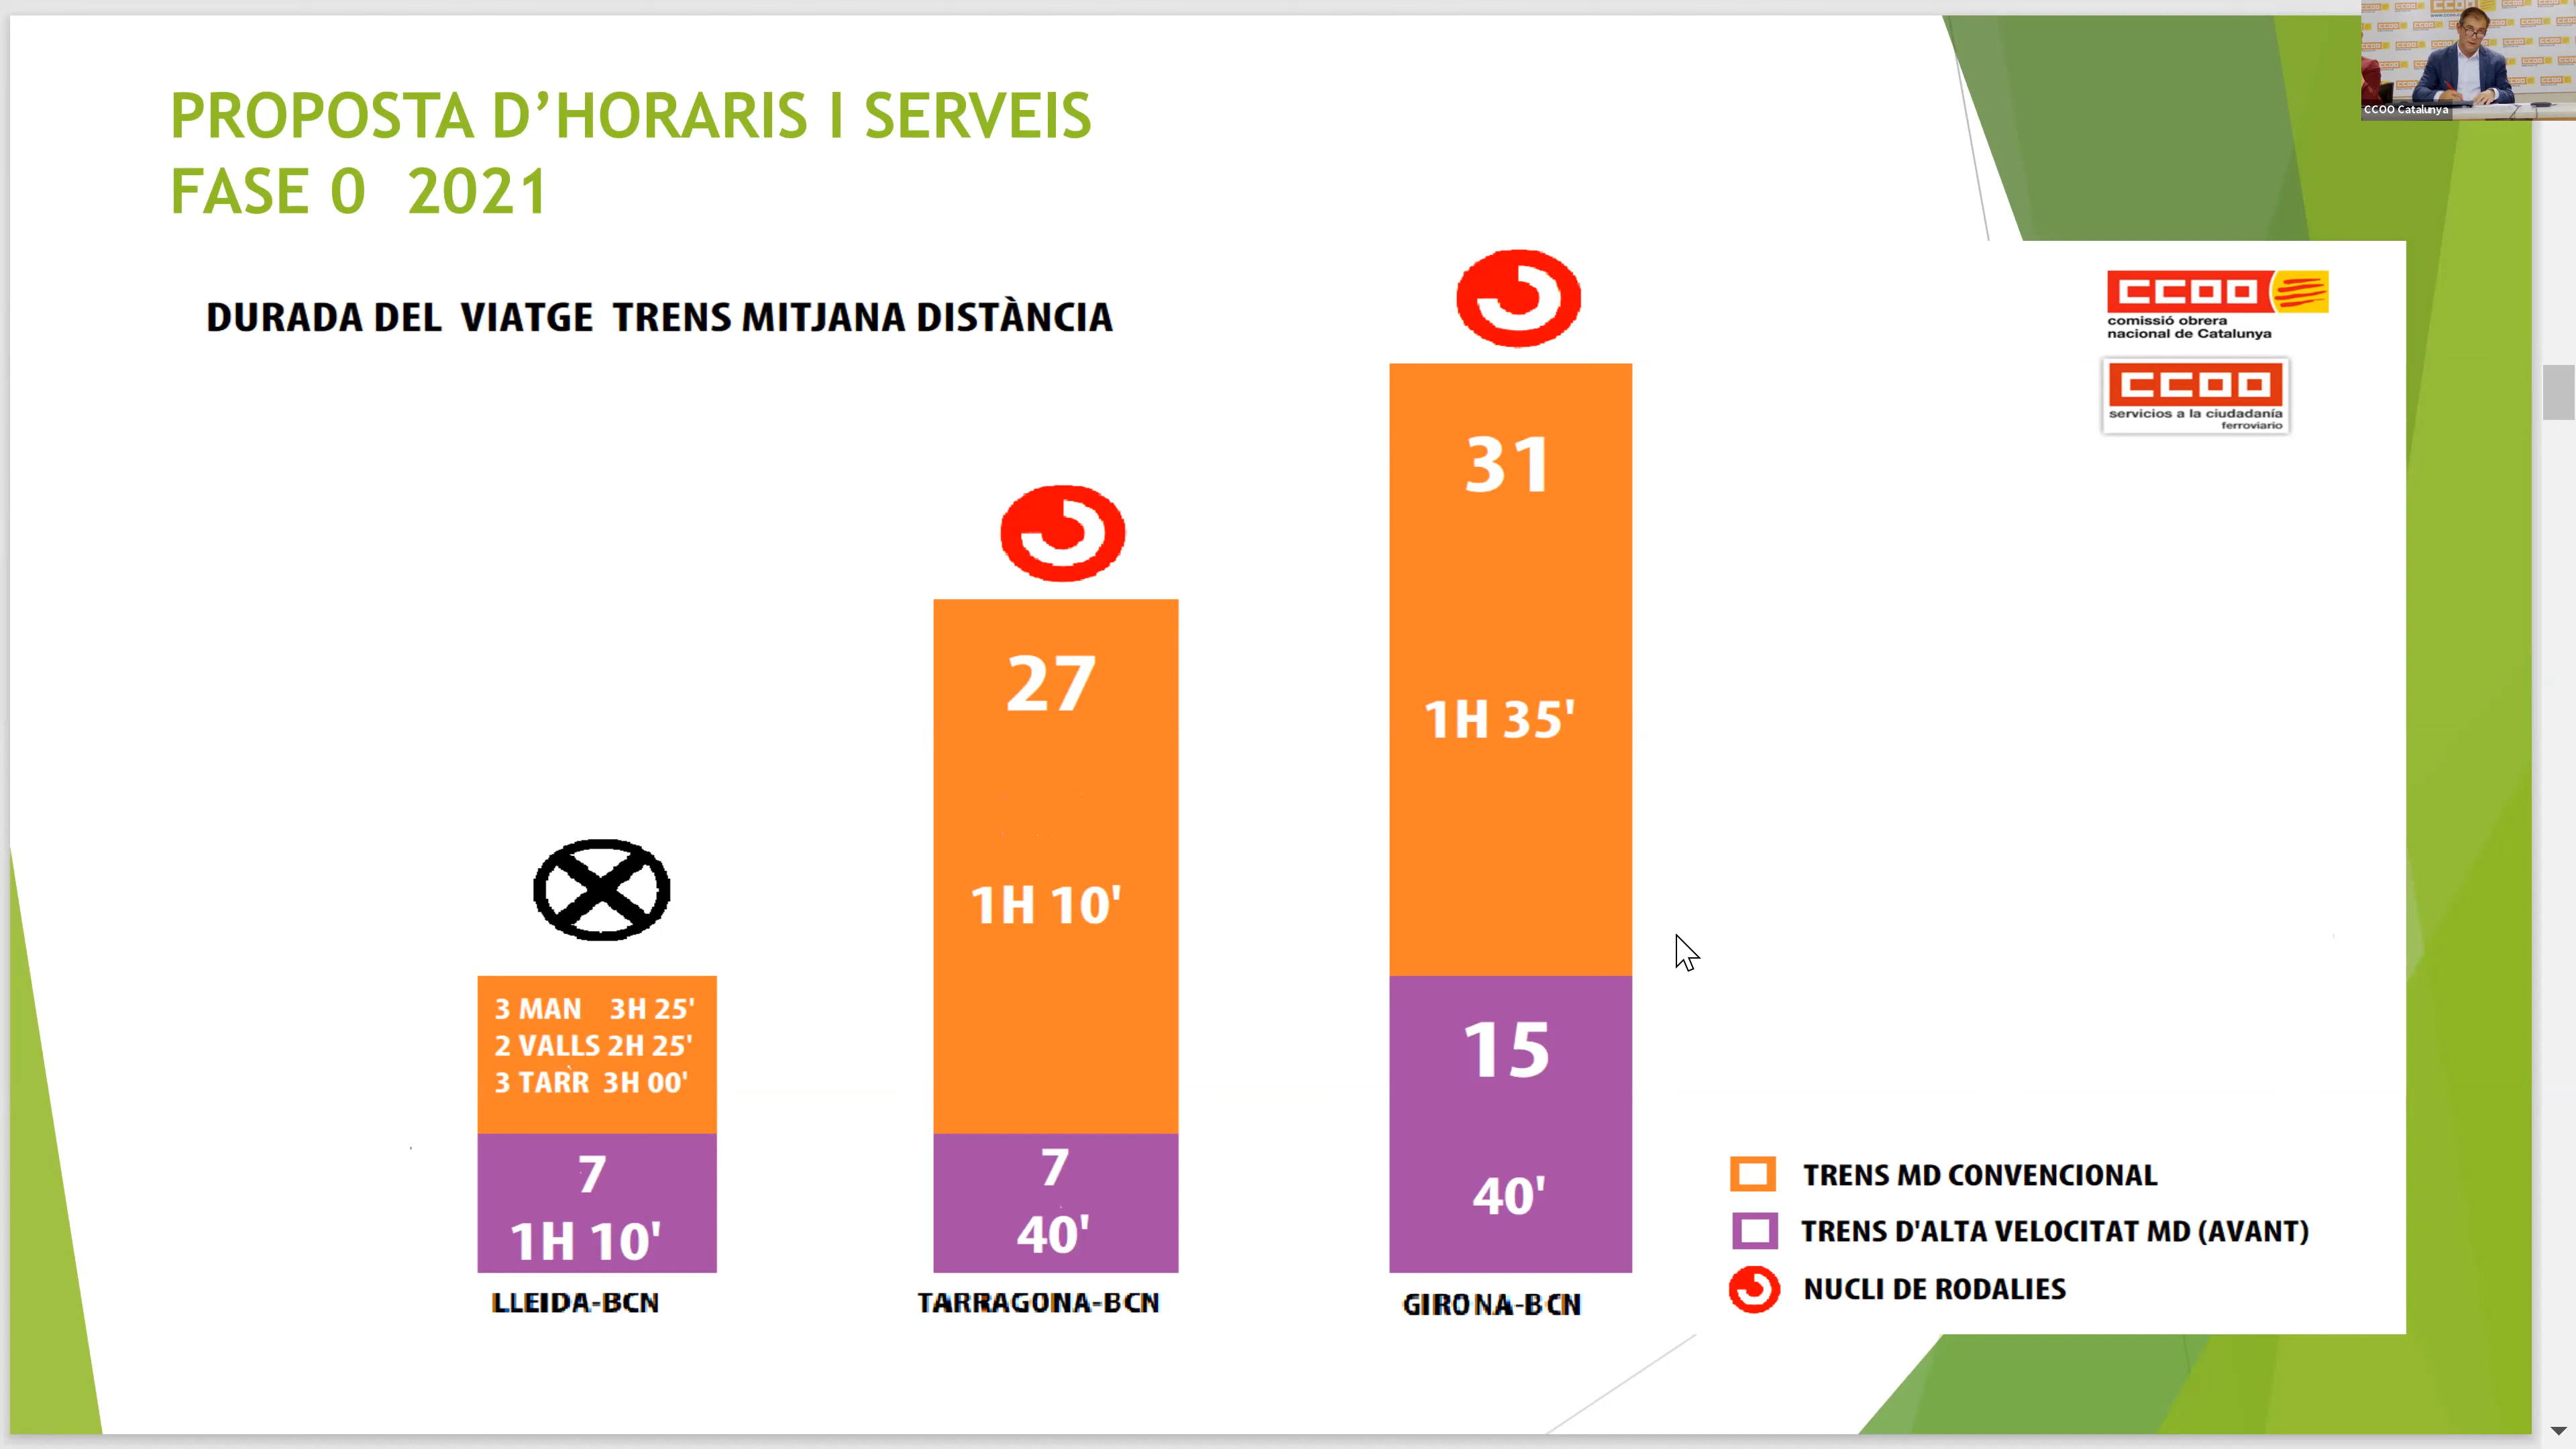 PROPOSTA D'HORARIS I SERVEIS
FASE 0 2021
CCOO Catalunya
DURADA DEL VIATGE TRENS MITJANA DISTÀNCIA
CCOO
comissió obrera
nacional de Catalunya
CCOO
servicios a la ciudadanía
ferroviario
3 MAN 3H 25'
2 VALLS 2H 25'
3 TARR 3H 00'
7
1H 10'
LLEIDA-BCN
27
1H 10'
7
40'
TARRAGONA-BCN
31
1H 35'
15
40'
GIRONA-BCN
TRENS MD CONVENCIONAL
TRENS D'ALTA VELOCITAT MD (AVANT)
NUCLI DE RODALIES